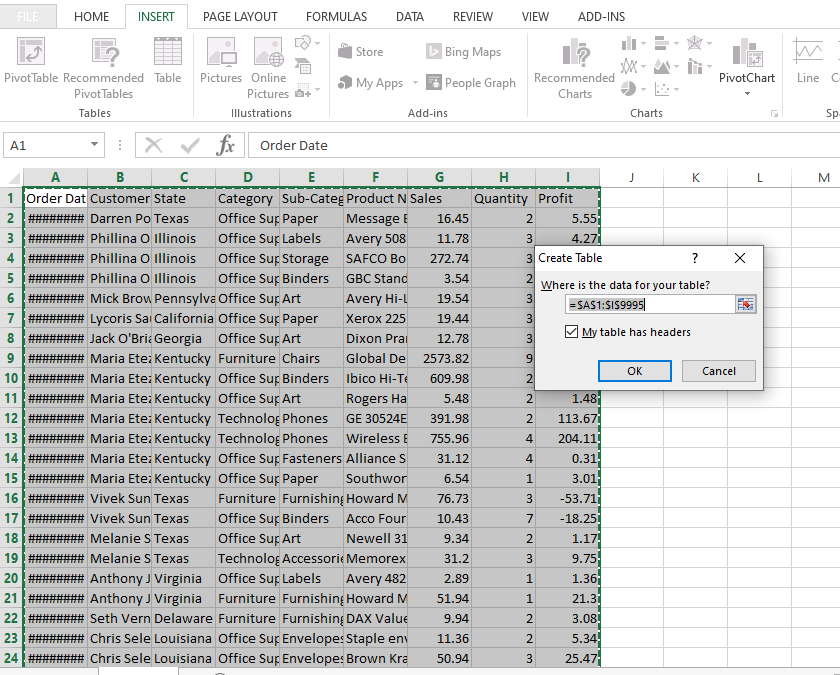 FILE HOME INSERT PAGE LAYOUT FORMULAS DATA REVIEW VIEW ADD-INS
PivotTable Recommended PivotTables Table Pictures Online Pictures Store My Apps Bing Maps People Graph Recommended Charts PivotChart Line
Tables Illustrations Add-ins Charts Spa
A1 fx Order Date
A B C D E F G H I J K L M
1 Order Dat Customer State Category Sub-Categ Product N Sales Quantity Profit
2 ######## Darren Po Texas Office Sup Paper Message B 16.45 2 5.55
3 ######## Phillina O Illinois Office Sup Labels Avery 508 11.78 3 4.27
4 ######## Phillina O Illinois Office Sup Storage SAFCO Bo 272.74 3
5 ######## Phillina O Illinois Office Sup Binders GBC Stand 3.54 2
6 ######## Mick Brow Pennsylva Office Sup Art Avery Hi-L 19.54 3
7 ######## Lycoris Sau California Office Sup Paper Xerox 225 19.44 3
8 ######## Jack O'Bria Georgia Office Sup Art Dixon Pran 12.78 3
9 ######## Maria Etez Kentucky Furniture Chairs Global De 2573.82 9
10 ######## Maria Etez Kentucky Office Sup Binders Ibico Hi-Te 609.98 2
11 ######## Maria Etez Kentucky Office Sup Art Rogers Ha 5.48 2 1.48
12 ######## Maria Etez Kentucky Technolog Phones GE 30524E 391.98 2 113.67
13 ######## Maria Etez Kentucky Technolog Phones Wireless E 755.96 4 204.11
14 ######## Maria Etez Kentucky Office Sup Fasteners Alliance S 31.12 4 0.31
15 ######## Maria Etez Kentucky Office Sup Paper Southwor 6.54 1 3.01
16 ######## Vivek Sun Texas Furniture Furnishing Howard M 76.73 3 -53.71
17 ######## Vivek Sun Texas Office Sup Binders Acco Four 10.43 7 -18.25
18 ######## Melanie S Texas Office Sup Art Newell 31 9.34 2 1.17
19 ######## Melanie S Texas Technolog Accessorie Memorex 31.2 3 9.75
20 ######## Anthony J Virginia Office Sup Labels Avery 482 2.89 1 1.36
21 ######## Anthony J Virginia Furniture Furnishing Howard M 51.94 1 21.3
22 ######## Seth Vern Delaware Furniture Furnishing DAX Value 9.94 2 3.08
23 ######## Chris Sele Louisiana Office Sup Envelopes Staple env 11.36 2 5.34
24 ######## Chris Sele Louisiana Office Sup Envelopes Brown Kra 50.94 3 25.47
Create Table ?
Where is the data for your table?
=$A$1:$I$9995
My table has headers
OK Cancel